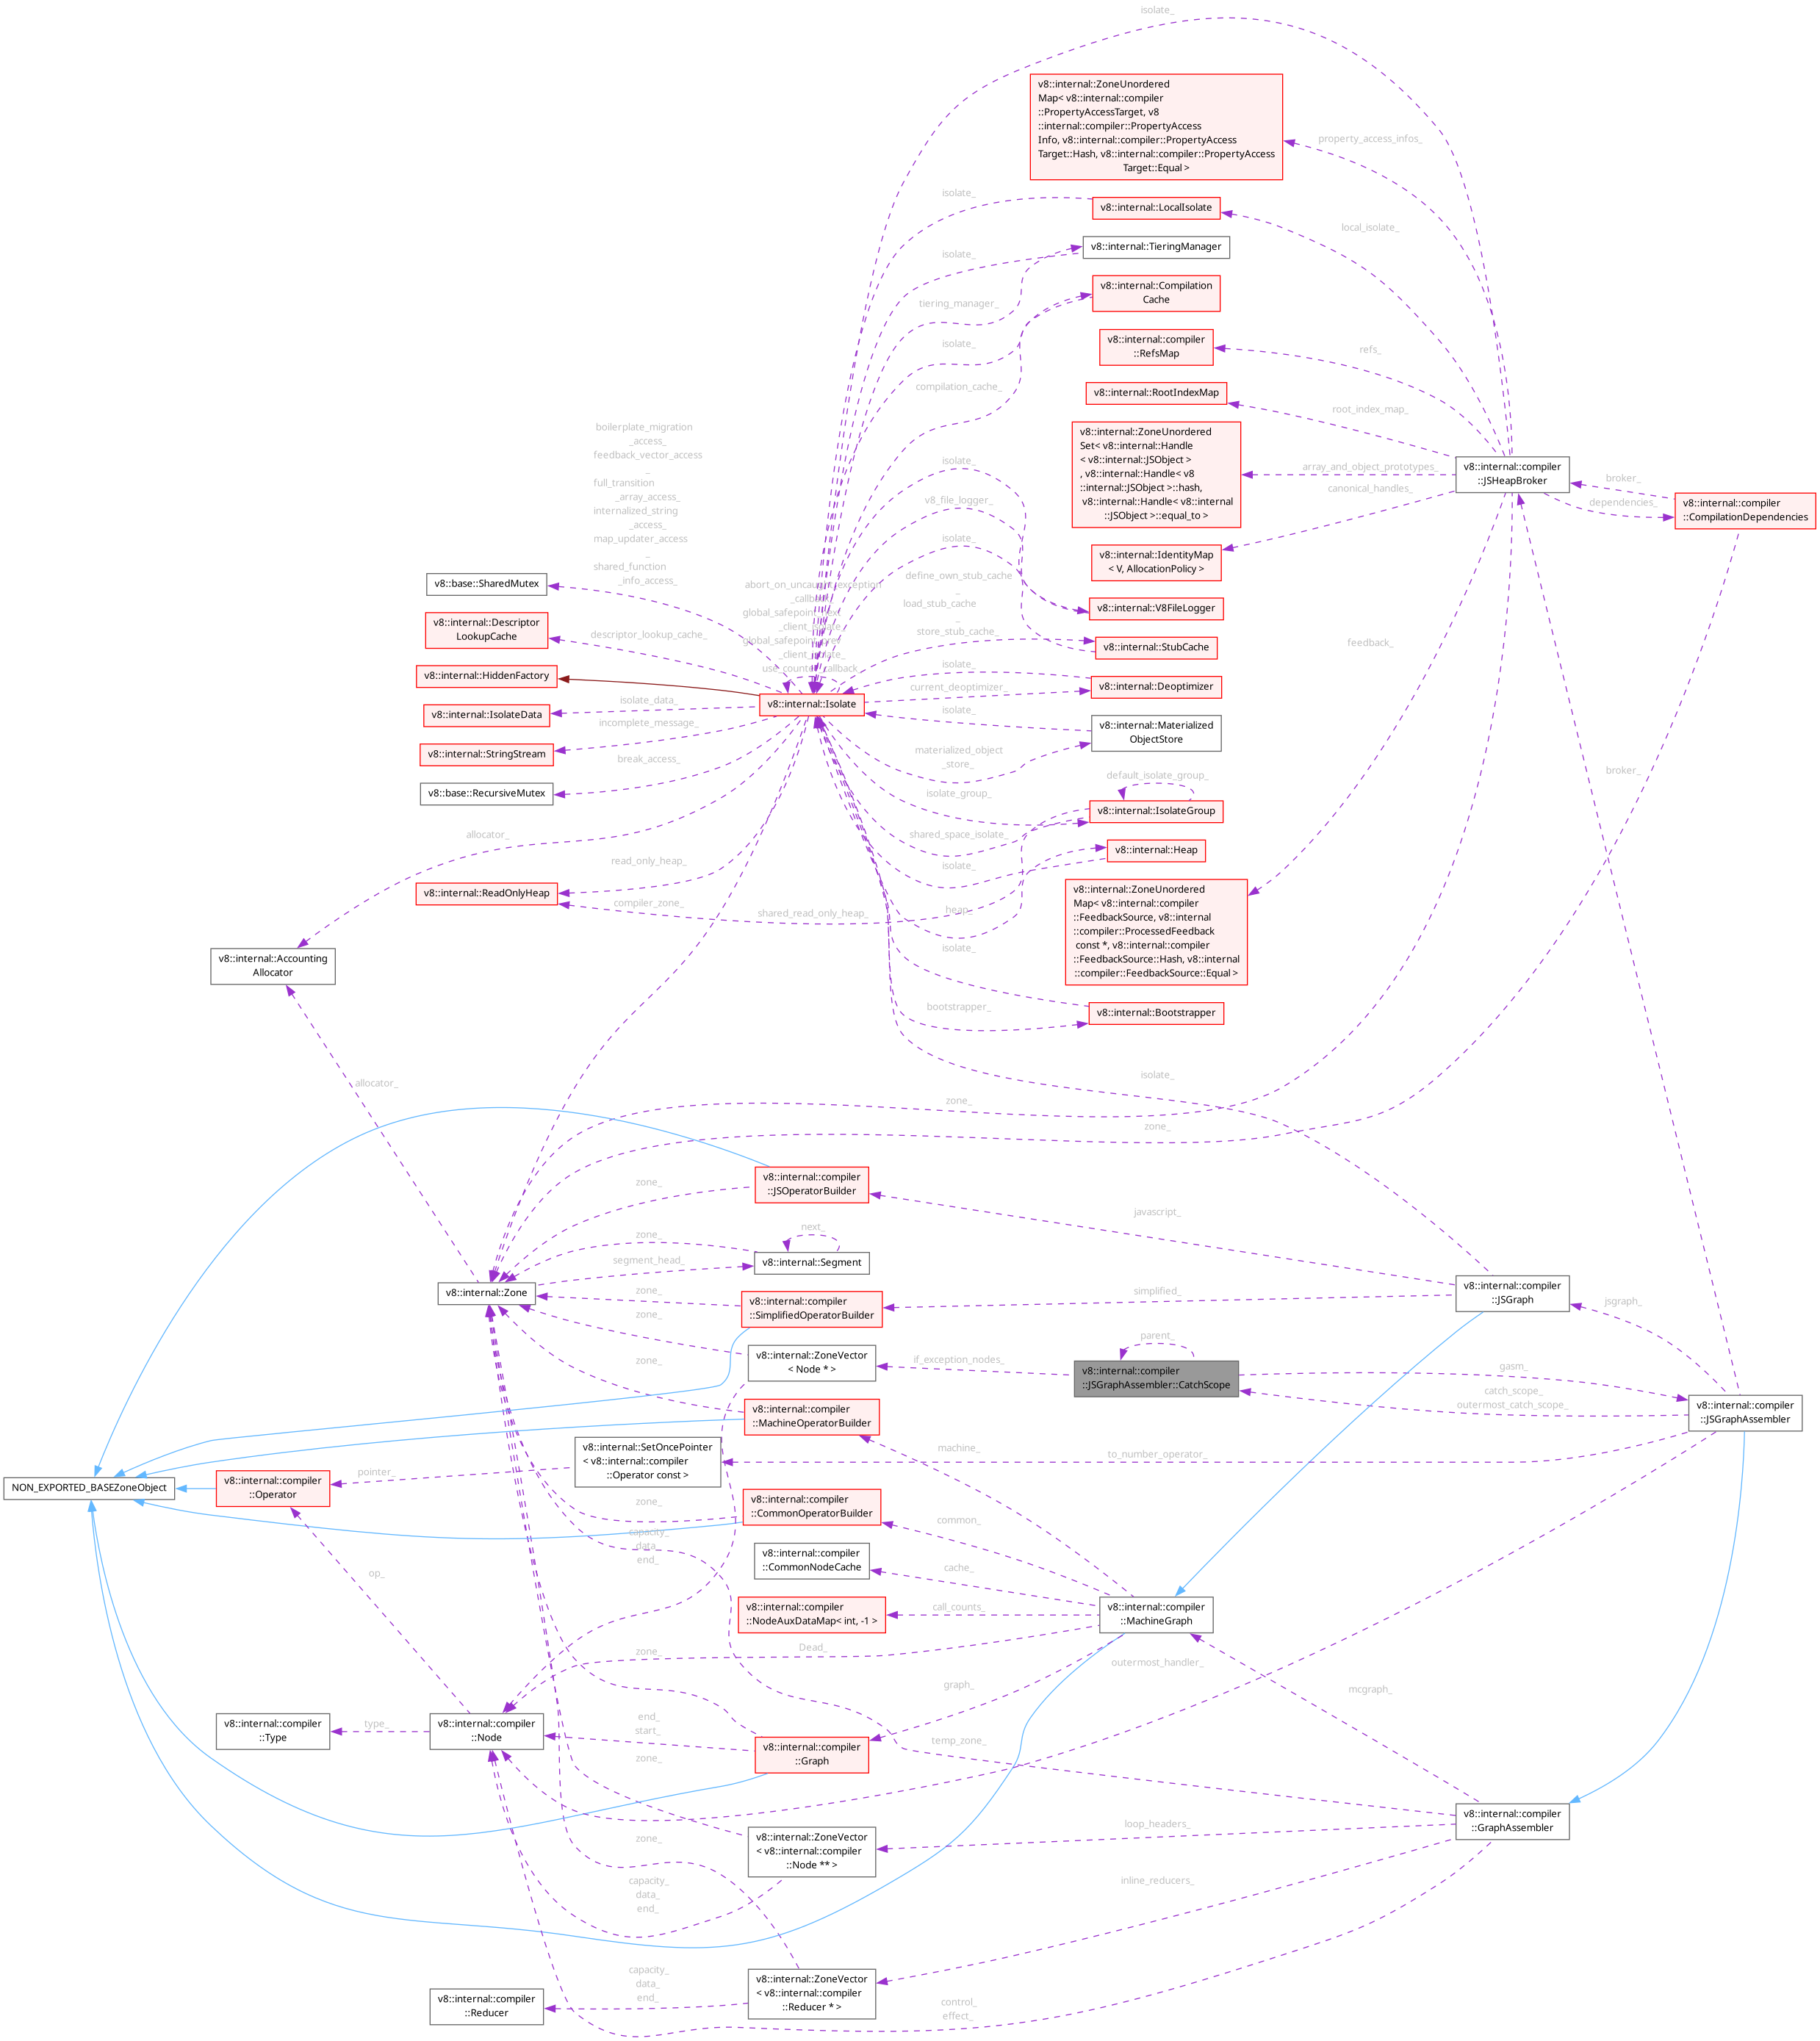 isolate_
v8::internal::ZoneUnordered
Map< v8::internal::compiler
::PropertyAccessTarget, v8
::internal::compiler::PropertyAccess
Info, v8::internal::compiler::PropertyAccess
Target::Hash, v8::internal::compiler::PropertyAccess
Target::Equal >
property_access_infos_
isolate_
v8::internal::LocalIsolate
local_isolate_
isolate_
v8::internal::TieringManager
tiering_manager_
v8::internal::Compilation
Cache
isolate_
v8::internal::compiler
::RefsMap
refs_
compilation_cache_
v8::internal::RootIndexMap
root_index_map_
boilerplate_migration
_access_
feedback_vector_access
_
full_transition
_array_access_
internalized_string
_access_
map_updater_access
_
shared_function
_info_access_
v8::internal::ZoneUnordered
Set< v8::internal::Handle
< v8::internal::JSObject >
, v8::internal::Handle< v8
::internal::JSObject >::hash,
v8::internal::Handle< v8::internal
::JSObject >::equal_to >
isolate_
array_and_object_prototypes_
v8::internal::compiler
::JSHeapBroker
broker_
dependencies_
v8::internal::compiler
::CompilationDependencies
canonical_handles_
v8_file_logger_
isolate_
v8::internal::IdentityMap
< V, AllocationPolicy >
v8::base::SharedMutex
abort_on_uncaught_exception
_callback_
global_safepoint_next
_client_isolate_
global_safepoint_prev
_client_isolate_
use_counter_callback_
define_own_stub_cache
_
load_stub_cache
_
store_stub_cache_
v8::internal::V8FileLogger
v8::internal::Descriptor
LookupCache
descriptor_lookup_cache_
v8::internal::StubCache
feedback_
v8::internal::HiddenFactory
isolate_
v8::internal::Deoptimizer
current_deoptimizer_
v8::internal::Isolate
v8::internal::IsolateData
isolate_data_
isolate_
v8::internal::Materialized
ObjectStore
incomplete_message_
v8::internal::StringStream
materialized_object
_store_
break_access_
v8::base::RecursiveMutex
isolate_group_
default_isolate_group_
v8::internal::IsolateGroup
broker_
allocator_
shared_space_isolate_
v8::internal::Heap
read_only_heap_
isolate_
v8::internal::ReadOnlyHeap
compiler_zone_
shared_read_only_heap_
heap_
v8::internal::ZoneUnordered
Map< v8::internal::compiler
::FeedbackSource, v8::internal
::compiler::ProcessedFeedback
const *, v8::internal::compiler
::FeedbackSource::Hash, v8::internal
::compiler::FeedbackSource::Equal >
v8::internal::Accounting
Allocator
isolate_
bootstrapper_
v8::internal::Bootstrapper
isolate_
allocator_
zone_
zone_
v8::internal::compiler
::JSOperatorBuilder
zone_
javascript_
next_
zone_
v8::internal::Segment
segment_head_
v8::internal::Zone
v8::internal::compiler
::JSGraph
simplified_
zone_
v8::internal::compiler
::SimplifiedOperatorBuilder
jsgraph_
zone_
v8::internal::ZoneVector
< Node * >
parent_
if_exception_nodes_
v8::internal::compiler
::JSGraphAssembler::CatchScope
gasm_
catch_scope_
outermost_catch_scope_
v8::internal::compiler
::JSGraphAssembler
zone_
v8::internal::compiler
::MachineOperatorBuilder
machine_
to_number_operator_
v8::internal::SetOncePointer
< v8::internal::compiler
::Operator const >
pointer_
v8::internal::compiler
::Operator
NON_EXPORTED_BASEZoneObject
zone_
v8::internal::compiler
::CommonOperatorBuilder
common_
capacity_
data_
end_
v8::internal::compiler
::CommonNodeCache
cache_
op_
v8::internal::compiler
::NodeAuxDataMap< int, -1 >
call_counts_
v8::internal::compiler
::MachineGraph
Dead_
zone_
outermost_handler_
graph_
mcgraph_
v8::internal::compiler
::Type
type_
v8::internal::compiler
::Node
end_
start_
v8::internal::compiler
::Graph
zone_
temp_zone_
v8::internal::compiler
::GraphAssembler
loop_headers_
zone_
v8::internal::ZoneVector
< v8::internal::compiler
::Node ** >
capacity_
data_
end_
inline_reducers_
capacity_
data_
end_
v8::internal::compiler
::Reducer
v8::internal::ZoneVector
< v8::internal::compiler
::Reducer * >
control_
effect_